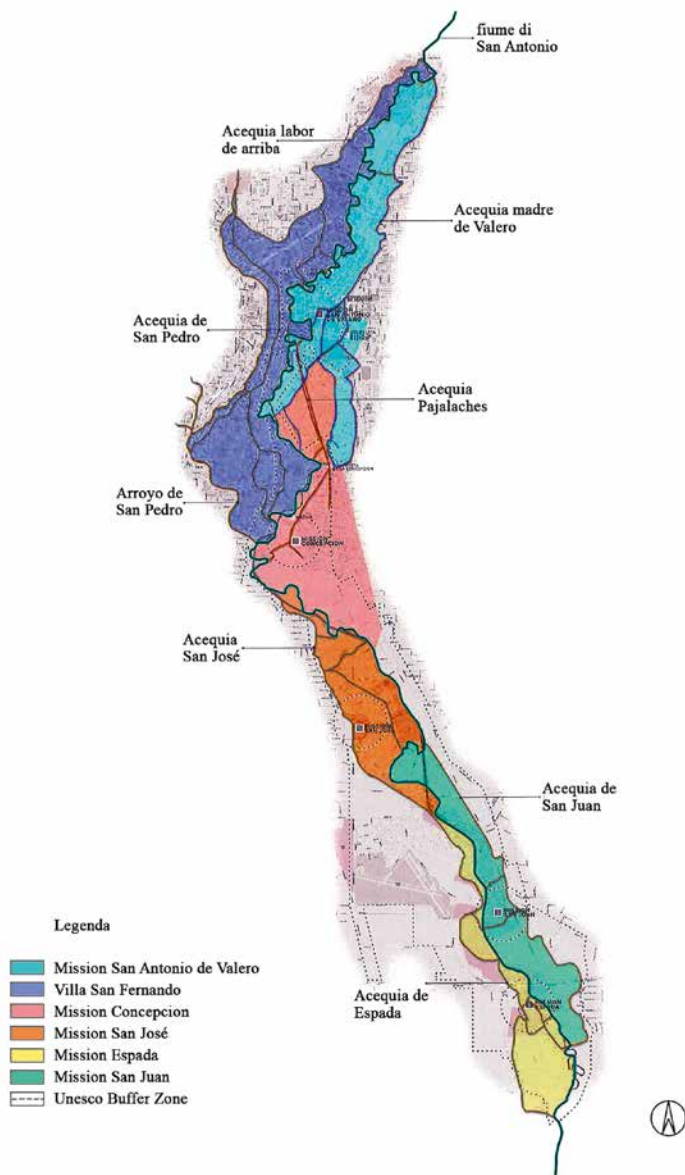 fiume di
San Antonio
Acequia labor
de arriba
Acequia madre
de Valero
Acequia de
San Pedro
Acequia
Pajalaches
Arroyo de
San Pedro
MISSION
CONCEPCION
Acequia
San José
Acequia de
San Juan
Acequia de
Espada
Legenda
Mission San Antonio de Valero
Villa San Fernando
Mission Concepcion
Mission San José
Mission Espada
Mission San Juan
Unesco Buffer Zone